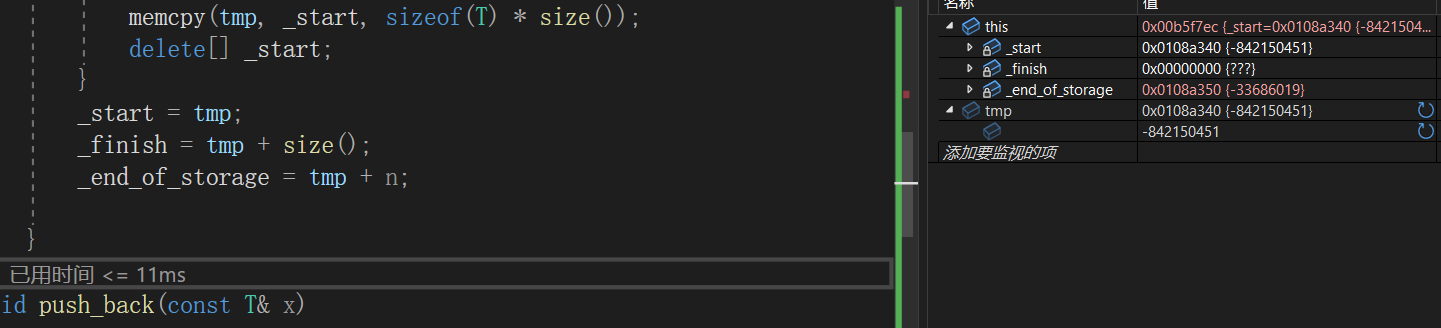 memcpy(tmp, _start, sizeof(T) * size());
delete[] _start;
}
_start = tmp;
_finish = tmp + size();
_end_of_storage = tmp + n;
}
已用时间 <= 11ms
id push_back(const T& x)
名称 值
this 0x00b5f7ec {_start=0x0108a340 {-8421504...
_start 0x0108a340 {-842150451}
_finish 0x00000000 {???}
_end_of_storage 0x0108a350 {-33686019}
tmp 0x0108a340 {-842150451}
-842150451
添加要监视的项